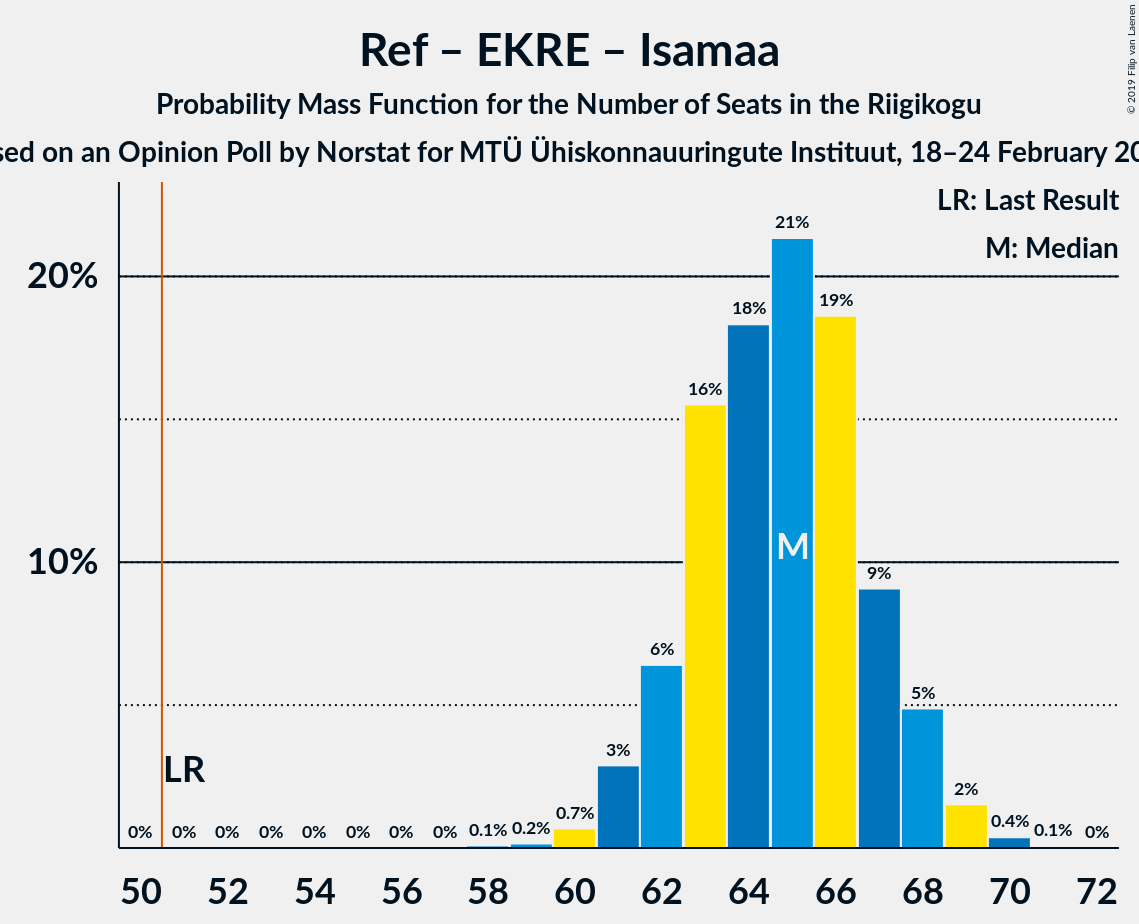 Ref – EKRE – Isamaa
Probability Mass Function for the Number of Seats in the Riigikogu
on an Opinion Poll by Norstat for MTÜ Ühiskonnauuringute Instituut, 18–24 February
© 2019 Filip van Laenen
LR: Last Result
M: Median
20%
10%
0% 0% 0% 0% 0% 0% 0% 0% 0.1% 0.2% 0.7% 3% 6% 16% 18% 21% 19% 9% 5% 2% 0.4% 0.1% 0%
LR
M
50 52 54 56 58 60 62 64 66 68 70 72